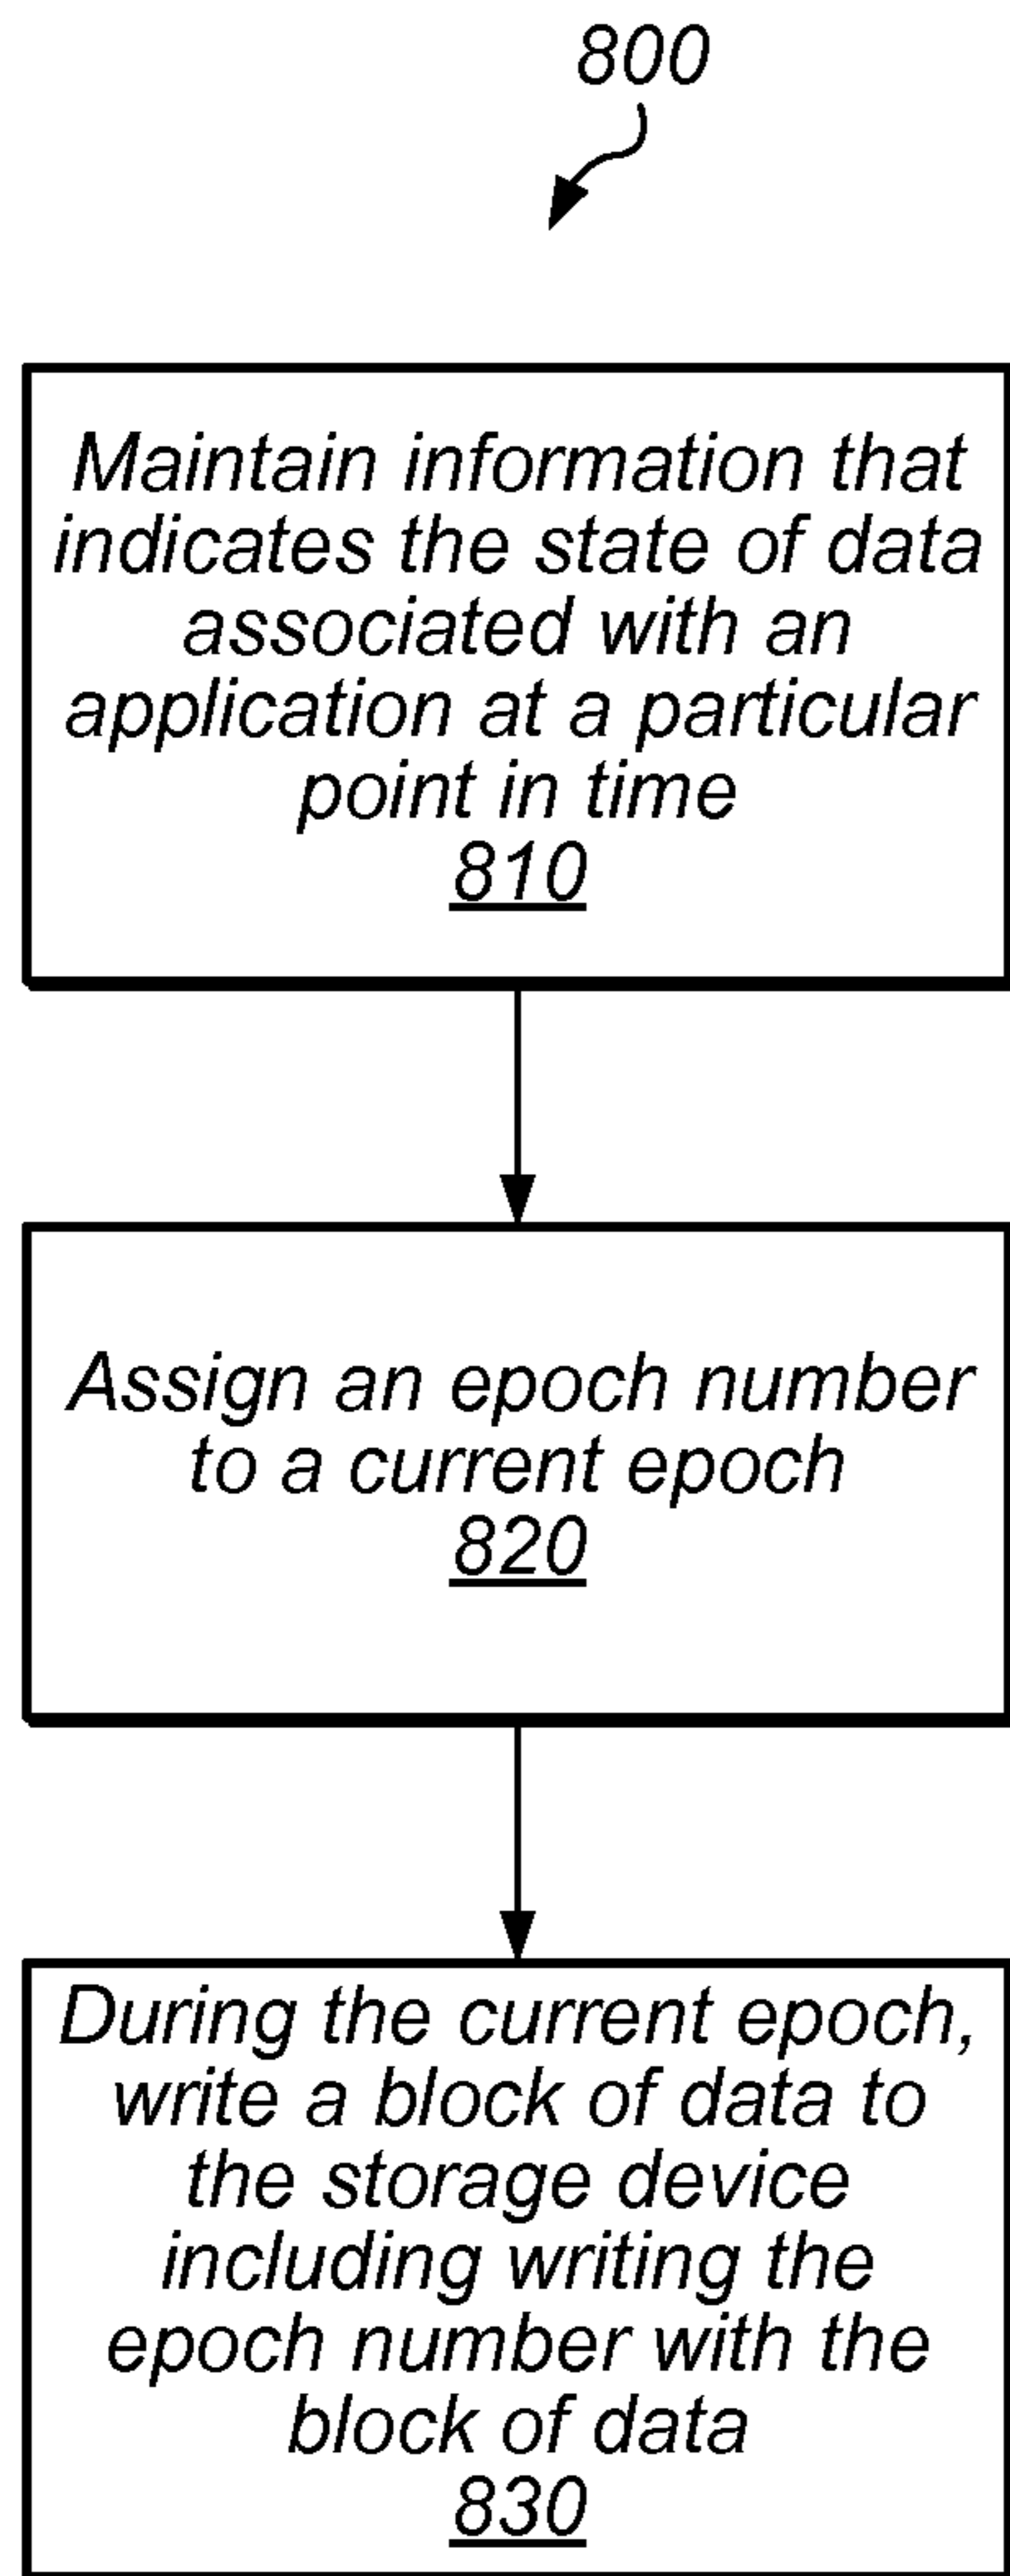 800
Maintain information that
indicates the state of data
associated with an
application at a particular
point in time
810
Assign an epoch number
to a current epoch
820
During the current epoch,
write a block of data to
the storage device
including writing the
epoch number with the
block of data
830